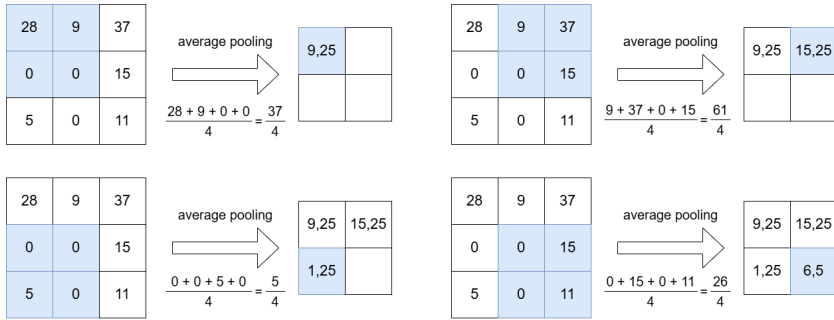 28 9 37
0 0 15
5 0 11
average pooling
28 + 9 + 0 + 0 / 4 = 37 / 4
9,25
28 9 37
0 0 15
5 0 11
average pooling
9 + 37 + 0 + 15 / 4 = 61 / 4
9,25 15,25
28 9 37
0 0 15
5 0 11
average pooling
0 + 0 + 5 + 0 / 4 = 5 / 4
9,25 15,25
1,25
28 9 37
0 0 15
5 0 11
average pooling
0 + 15 + 0 + 11 / 4 = 26 / 4
9,25 15,25
1,25 6,5